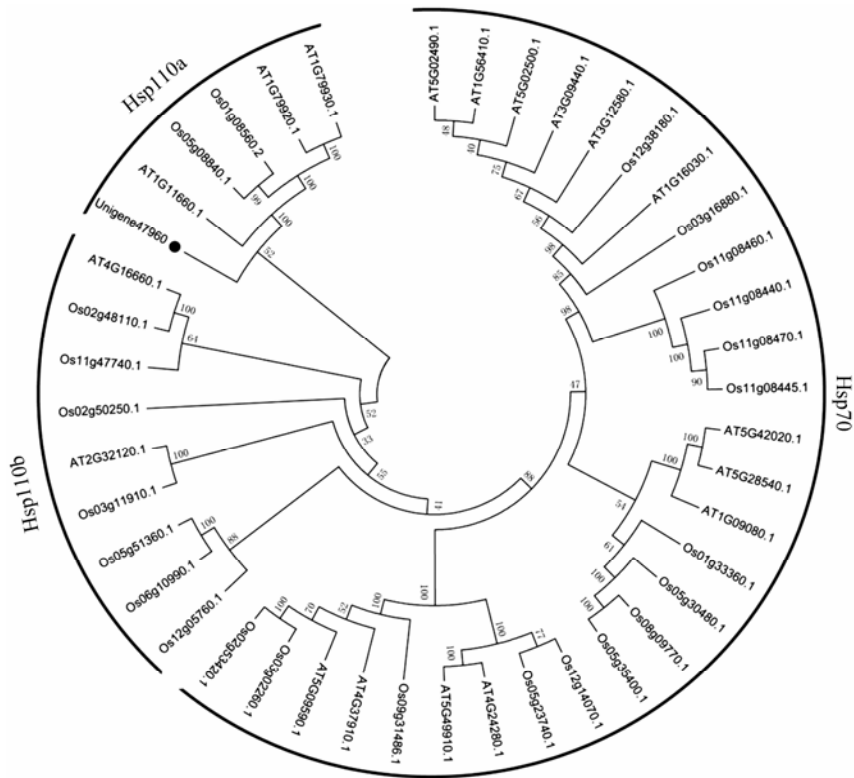 Hsp110a
AT1G79930.1
AT1G79920.1
Os01g08560.2
Os05g08840.1
AT1G11660.1
Unigene47960
100
100
99
100
52
Hsp110b
AT4G16660.1
Os02g48110.1
Os11g47740.1
Os02g50250.1
AT2G32120.1
Os03g11910.1
Os05g51360.1
Os06g10990.1
Os12g05760.1
100
64
52
33
55
100
100
88
41
88
47
Hsp70
AT5G02490.1
AT1G56410.1
AT5G02500.1
AT3G09440.1
AT3G12580.1
Os12g38180.1
AT1G16030.1
Os03g16880.1
Os11g08460.1
Os11g08440.1
Os11g08470.1
Os11g08445.1
48
40
75
67
56
98
85
98
100
100
90
AT5G42020.1
AT5G28540.1
AT1G09080.1
Os01g33360.1
Os05g30480.1
Os08g09770.1
Os05g35400.1
100
100
54
61
100
100
Os12g14070.1
Os05g23740.1
AT4G24280.1
AT5G49910.1
Os09g31486.1
AT4G37910.1
AT5G09590.1
Os03g02260.1
Os02g53420.1
77
100
100
100
100
52
70
100